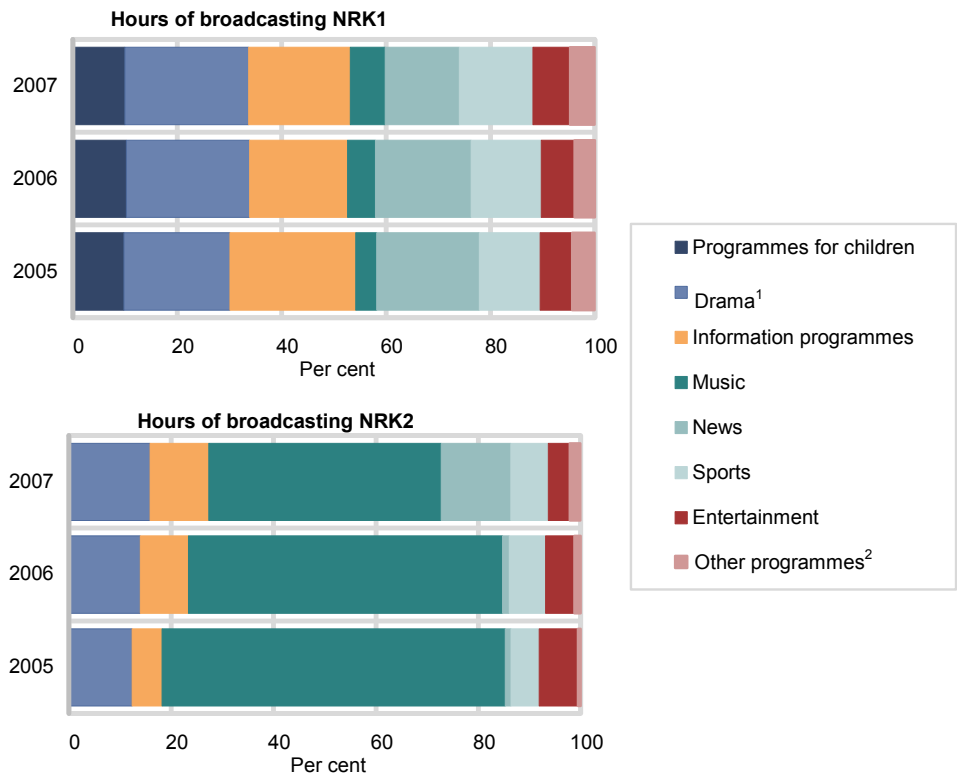 Hours of broadcasting NRK1
2007
2006
2005
0 20 40 60 80 100
Per cent
Hours of broadcasting NRK2
2007
2006
2005
0 20 40 60 80 100
Per cent
Programmes for children
Drama¹
Information programmes
Music
News
Sports
Entertainment
Other programmes²